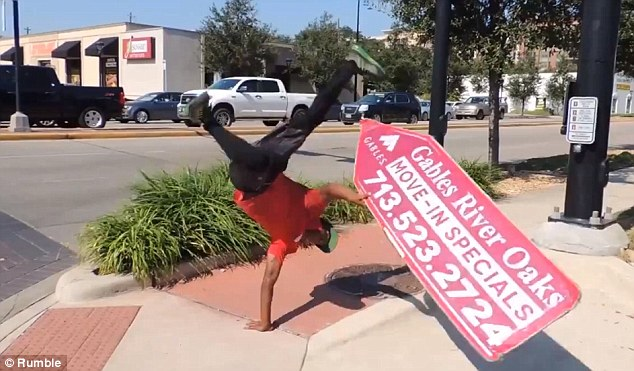 GABLES
Gables River Oaks
MOVE-IN SPECIALS
713.523.2724
© Rumble